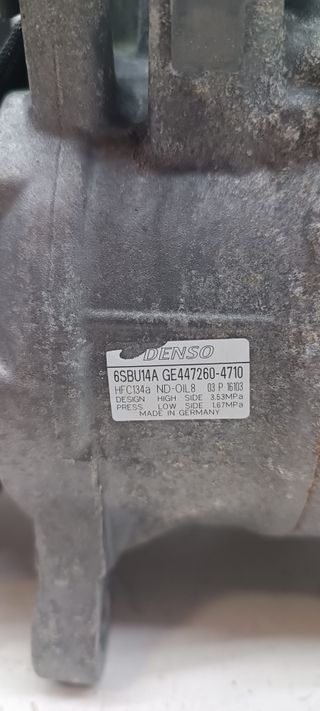 DENSO
6SBU14A GE447260-4710
HFC134a ND-OIL8 03 P 16103
DESIGN HIGH SIDE 3.53MPa
PRESS LOW SIDE 1.67MPa
MADE IN GERMANY